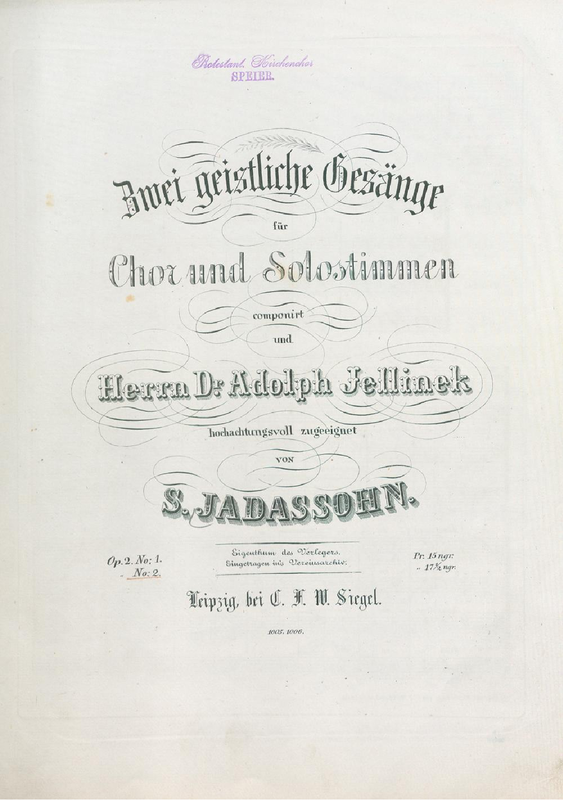 Protestant. Kirchenchor
SPEIER.
Zwei geistliche Gesänge
für
Chor und Solostimmen
componirt
und
Herrn Dr. Adolph Jellinek
hochachtungsvoll zugeeignet
von
S. JADASSOHN.
Op. 2. No: 1. Pr. 15 ngr.
„ No: 2. „ 17½ ngr.
Eigenthum des Verlegers.
Eingetragen ins Vereinsarchiv.
Leipzig, bei C. F. W. Siegel.
1605. 1606.